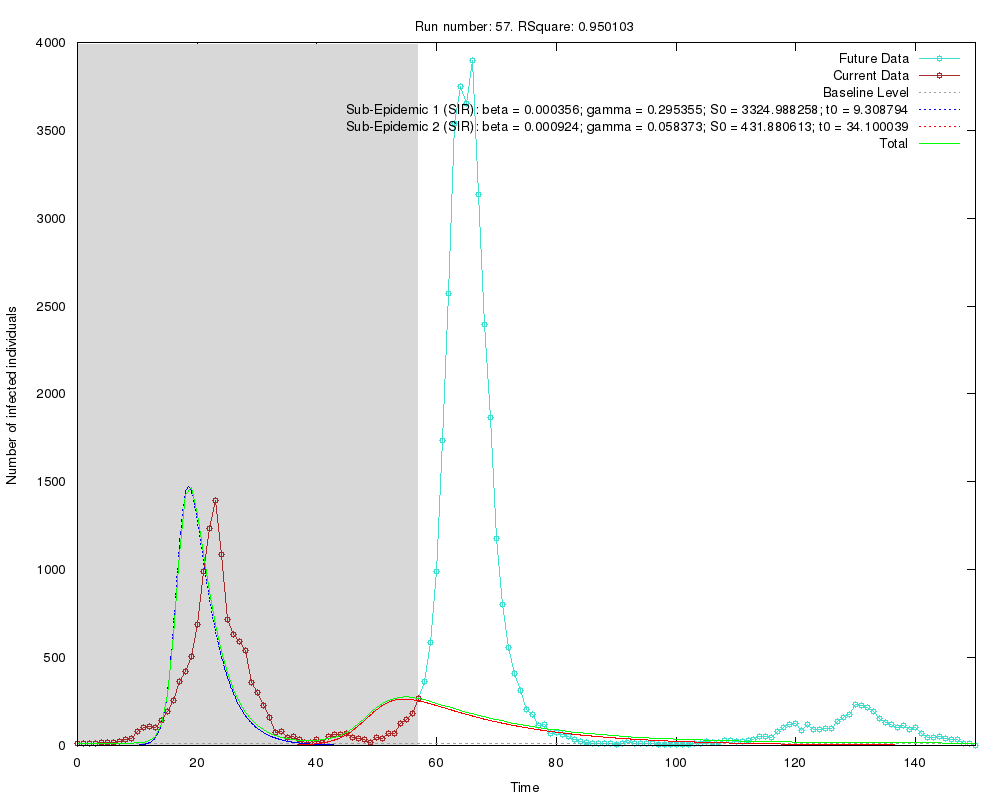 Run number: 57. RSquare: 0.950103
4000
3500
3000
2500
2000
1500
1000
500
0
Number of infected individuals
Future Data
Current Data
Baseline Level
Sub-Epidemic 1 (SIR): beta = 0.000356; gamma = 0.295355; S0 = 3324.988258; t0 = 9.308794
Sub-Epidemic 2 (SIR): beta = 0.000924; gamma = 0.058373; S0 = 431.880613; t0 = 34.100039
Total
0 20 40 60 80 100 120 140
Time